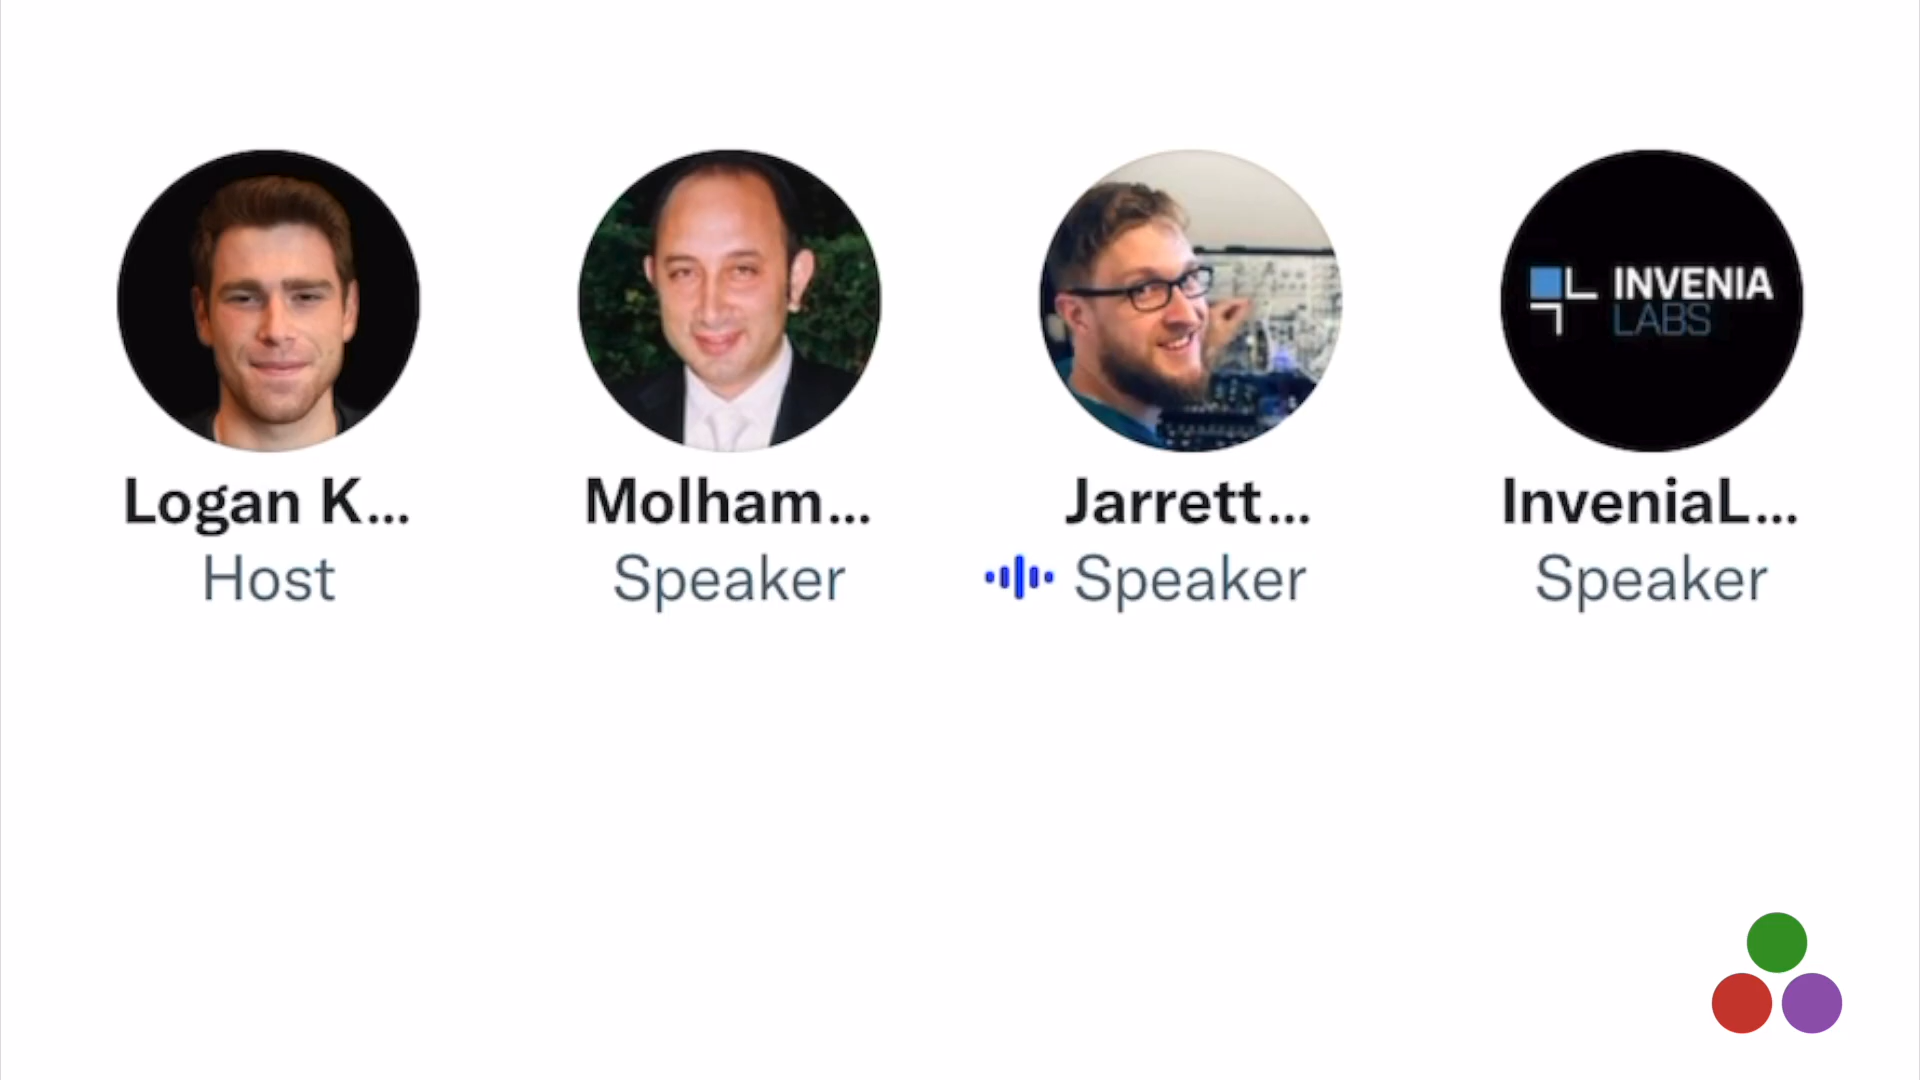 INVENIA
LABS
Logan K...
Molham...
Jarrett...
InveniaL...
Host
Speaker
Speaker
Speaker